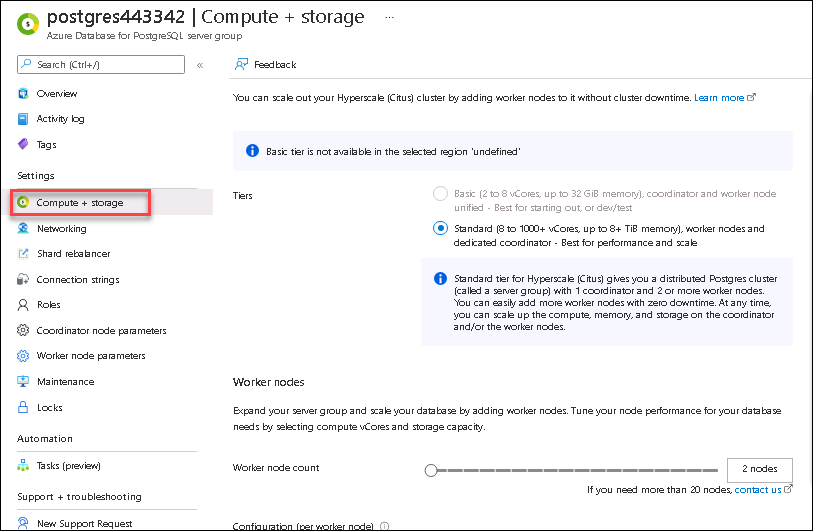 postgres443342 | Compute + storage ...
Azure Database for PostgreSQL server group
Search (Ctrl+/)
«
Overview
Activity log
Tags
Settings
Compute + storage
Networking
Shard rebalancer
Connection strings
Roles
Coordinator node parameters
Worker node parameters
Maintenance
Locks
Automation
Tasks (preview)
Support + troubleshooting
New Support Request
Feedback
You can scale out your Hyperscale (Citus) cluster by adding worker nodes to it without cluster downtime. Learn more
Basic tier is not available in the selected region 'undefined'
Tiers
Basic (2 to 8 vCores, up to 32 GiB memory), coordinator and worker node
unified - Best for starting out, or dev/test
Standard (8 to 1000+ vCores, up to 8+ TiB memory), worker nodes and
dedicated coordinator - Best for performance and scale
Standard tier for Hyperscale (Citus) gives you a distributed Postgres cluster
(called a server group) with 1 coordinator and 2 or more worker nodes.
You can easily add more worker nodes with zero downtime. At any time,
you can scale up the compute, memory, and storage on the coordinator
and/or the worker nodes.
Worker nodes
Expand your server group and scale your database by adding worker nodes. Tune your node performance for your database
needs by selecting compute vCores and storage capacity.
Worker node count
2 nodes
If you need more than 20 nodes, contact us
Configuration (per worker node)